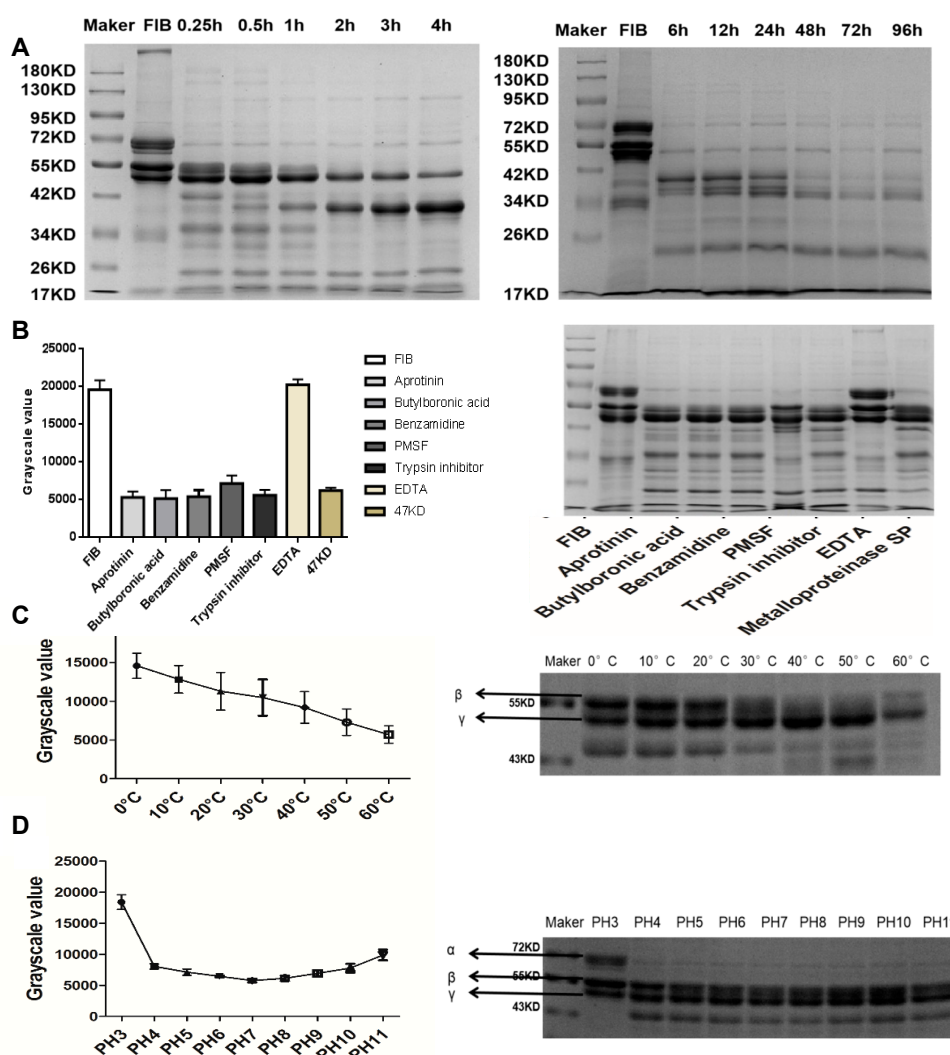 Maker FIB 0.25h 0.5h 1h 2h 3h 4h
Maker FIB 6h 12h 24h 48h 72h 96h
A
180KD
130KD
95KD
72KD
55KD
42KD
34KD
26KD
17KD
180KD
130KD
95KD
72KD
55KD
42KD
34KD
26KD
17KD
B
25000
20000
15000
10000
5000
0
Grayscale value
FIB
Aprotinin
Butylboronic acid
Benzamidine
PMSF
Trypsin inhibitor
EDTA
47KD
FIB
Aprotinin
Butylboronic acid
Benzamidine
PMSF
Trypsin inhibitor
EDTA
47KD
FIB
Aprotinin
Butylboronic acid
Benzamidine
PMSF
Trypsin inhibitor
EDTA
Metalloproteinase SP
C
15000
10000
5000
0
Grayscale value
0°C
10°C
20°C
30°C
40°C
50°C
60°C
Maker 0° C 10° C 20° C 30° C 40° C 50° C 60° C
β
γ
55KD
43KD
D
25000
20000
15000
10000
5000
0
Grayscale value
PH3
PH4
PH5
PH6
PH7
PH8
PH9
PH10
PH11
Maker PH3 PH4 PH5 PH6 PH7 PH8 PH9 PH10 PH1
α
β
γ
72KD
55KD
43KD